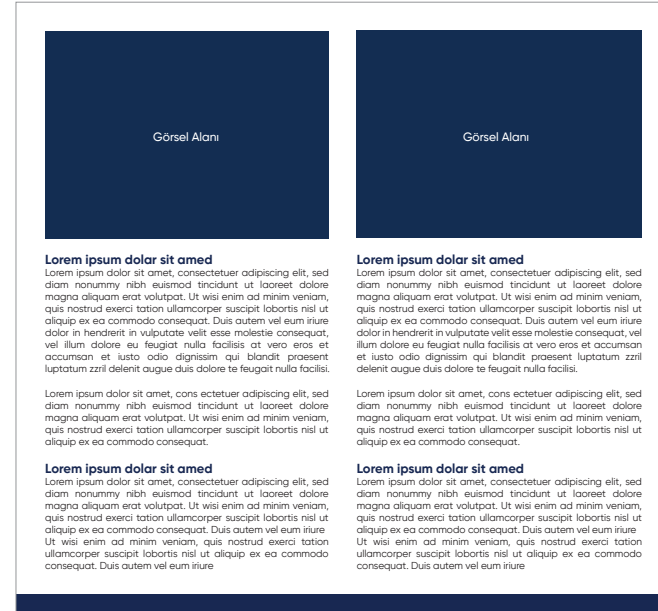 Görsel Alanı
Lorem ipsum dolar sit amed
Lorem ipsum dolor sit amet, consectetuer adipiscing elit, sed
diam nonummy nibh euismod tincidunt ut laoreet dolore
magna aliquam erat volutpat. Ut wisi enim ad minim veniam,
quis nostrud exerci tation ullamcorper suscipit lobortis nisl ut
aliquip ex ea commodo consequat. Duis autem vel eum iriure
dolor in hendrerit in vulputate velit esse molestie consequat,
vel illum dolore eu feugiat nulla facilisis at vero eros et
accumsan et iusto odio dignissim qui blandit praesent
luptatum zzril delenit augue duis dolore te feugait nulla facilisi.
Lorem ipsum dolor sit amet, cons ectetuer adipiscing elit, sed
diam nonummy nibh euismod tincidunt ut laoreet dolore
magna aliquam erat volutpat. Ut wisi enim ad minim veniam,
quis nostrud exerci tation ullamcorper suscipit lobortis nisl ut
aliquip ex ea commodo consequat.
Lorem ipsum dolar sit amed
Lorem ipsum dolor sit amet, consectetuer adipiscing elit, sed
diam nonummy nibh euismod tincidunt ut laoreet dolore
magna aliquam erat volutpat. Ut wisi enim ad minim veniam,
quis nostrud exerci tation ullamcorper suscipit lobortis nisl ut
aliquip ex ea commodo consequat. Duis autem vel eum iriure
Ut wisi enim ad minim veniam, quis nostrud exerci tation
ullamcorper suscipit lobortis nisl ut aliquip ex ea commodo
consequat. Duis autem vel eum iriure
Görsel Alanı
Lorem ipsum dolar sit amed
Lorem ipsum dolor sit amet, consectetuer adipiscing elit, sed
diam nonummy nibh euismod tincidunt ut laoreet dolore
magna aliquam erat volutpat. Ut wisi enim ad minim veniam,
quis nostrud exerci tation ullamcorper suscipit lobortis nisl ut
aliquip ex ea commodo consequat. Duis autem vel eum iriure
dolor in hendrerit in vulputate velit esse molestie consequat, vel
illum dolore eu feugiat nulla facilisis at vero eros et accumsan
et iusto odio dignissim qui blandit praesent luptatum zzril
delenit augue duis dolore te feugait nulla facilisi.
Lorem ipsum dolor sit amet, cons ectetuer adipiscing elit, sed
diam nonummy nibh euismod tincidunt ut laoreet dolore
magna aliquam erat volutpat. Ut wisi enim ad minim veniam,
quis nostrud exerci tation ullamcorper suscipit lobortis nisl ut
aliquip ex ea commodo consequat.
Lorem ipsum dolar sit amed
Lorem ipsum dolor sit amet, consectetuer adipiscing elit, sed
diam nonummy nibh euismod tincidunt ut laoreet dolore
magna aliquam erat volutpat. Ut wisi enim ad minim veniam,
quis nostrud exerci tation ullamcorper suscipit lobortis nisl ut
aliquip ex ea commodo consequat. Duis autem vel eum iriure
Ut wisi enim ad minim veniam, quis nostrud exerci tation
ullamcorper suscipit lobortis nisl ut aliquip ex ea commodo
consequat. Duis autem vel eum iriure